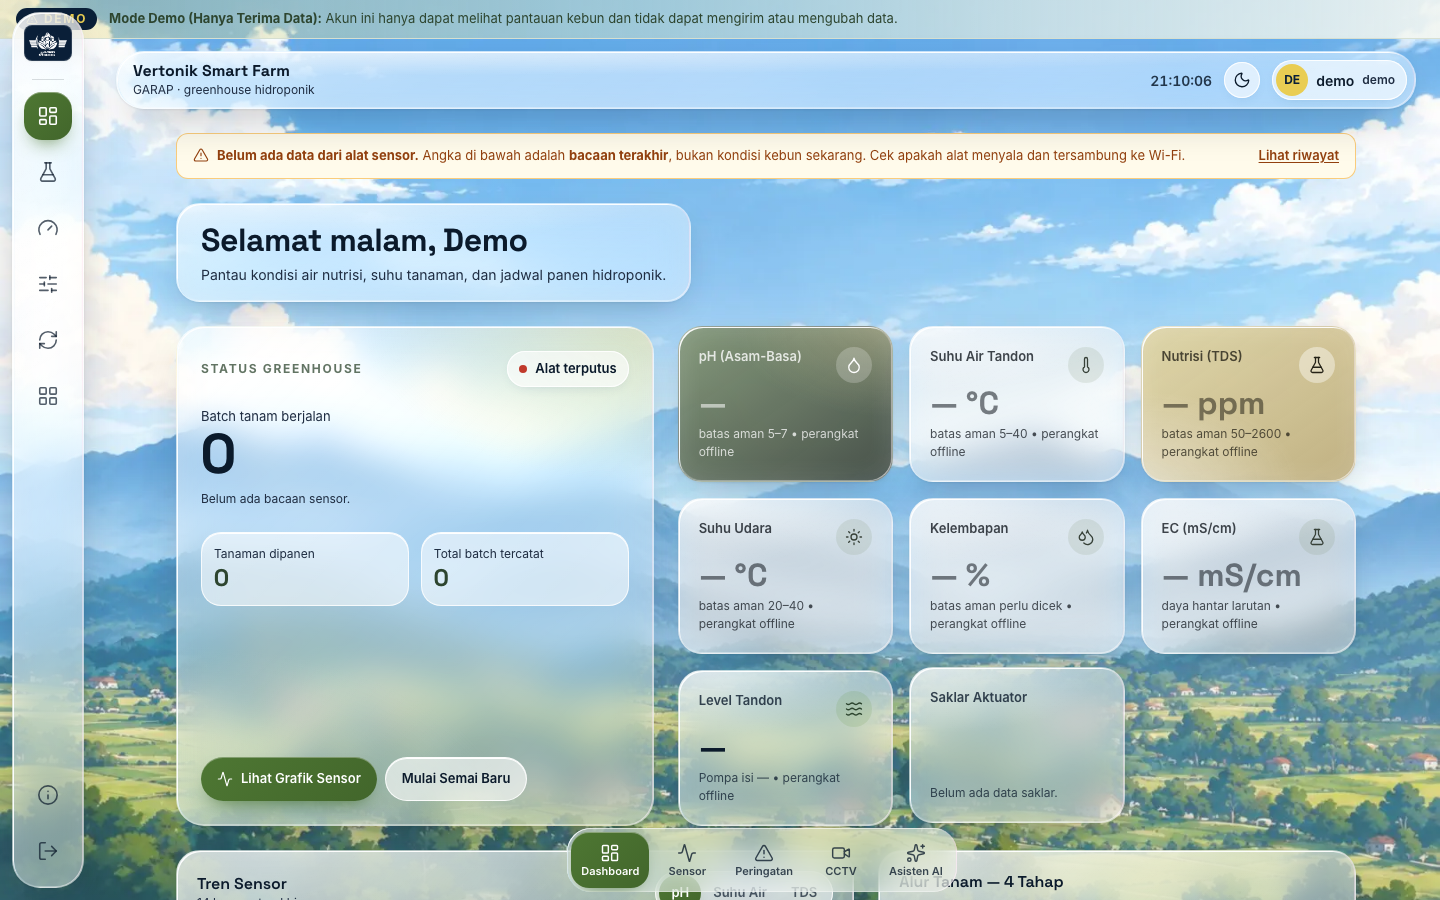 DEMO
Mode Demo (Hanya Terima Data): Akun ini hanya dapat melihat pantauan kebun dan tidak dapat mengirim atau mengubah data.
Vertonik Smart Farm
GARAP · greenhouse hidroponik
21:10:06
DE
demo
demo
Belum ada data dari alat sensor. Angka di bawah adalah bacaan terakhir, bukan kondisi kebun sekarang. Cek apakah alat menyala dan tersambung ke Wi-Fi.
Lihat riwayat
Selamat malam, Demo
Pantau kondisi air nutrisi, suhu tanaman, dan jadwal panen hidroponik.
STATUS GREENHOUSE
Alat terputus
Batch tanam berjalan
0
Belum ada bacaan sensor.
Tanaman dipanen
0
Total batch tercatat
0
Lihat Grafik Sensor
Mulai Semai Baru
pH (Asam-Basa)
—
batas aman 5–7 • perangkat
offline
Suhu Air Tandon
— °C
batas aman 5–40 • perangkat
offline
Nutrisi (TDS)
— ppm
batas aman 50–2600 •
perangkat offline
Suhu Udara
— °C
batas aman 20–40 •
perangkat offline
Kelembapan
— %
batas aman perlu dicek •
perangkat offline
EC (mS/cm)
— mS/cm
daya hantar larutan •
perangkat offline
Level Tandon
—
Pompa isi — • perangkat
offline
Saklar Aktuator
Belum ada data saklar.
Dashboard
Sensor
Peringatan
CCTV
Asisten AI
Tren Sensor
pH
Suhu Air
TDS
Alur Tanam — 4 Tahap